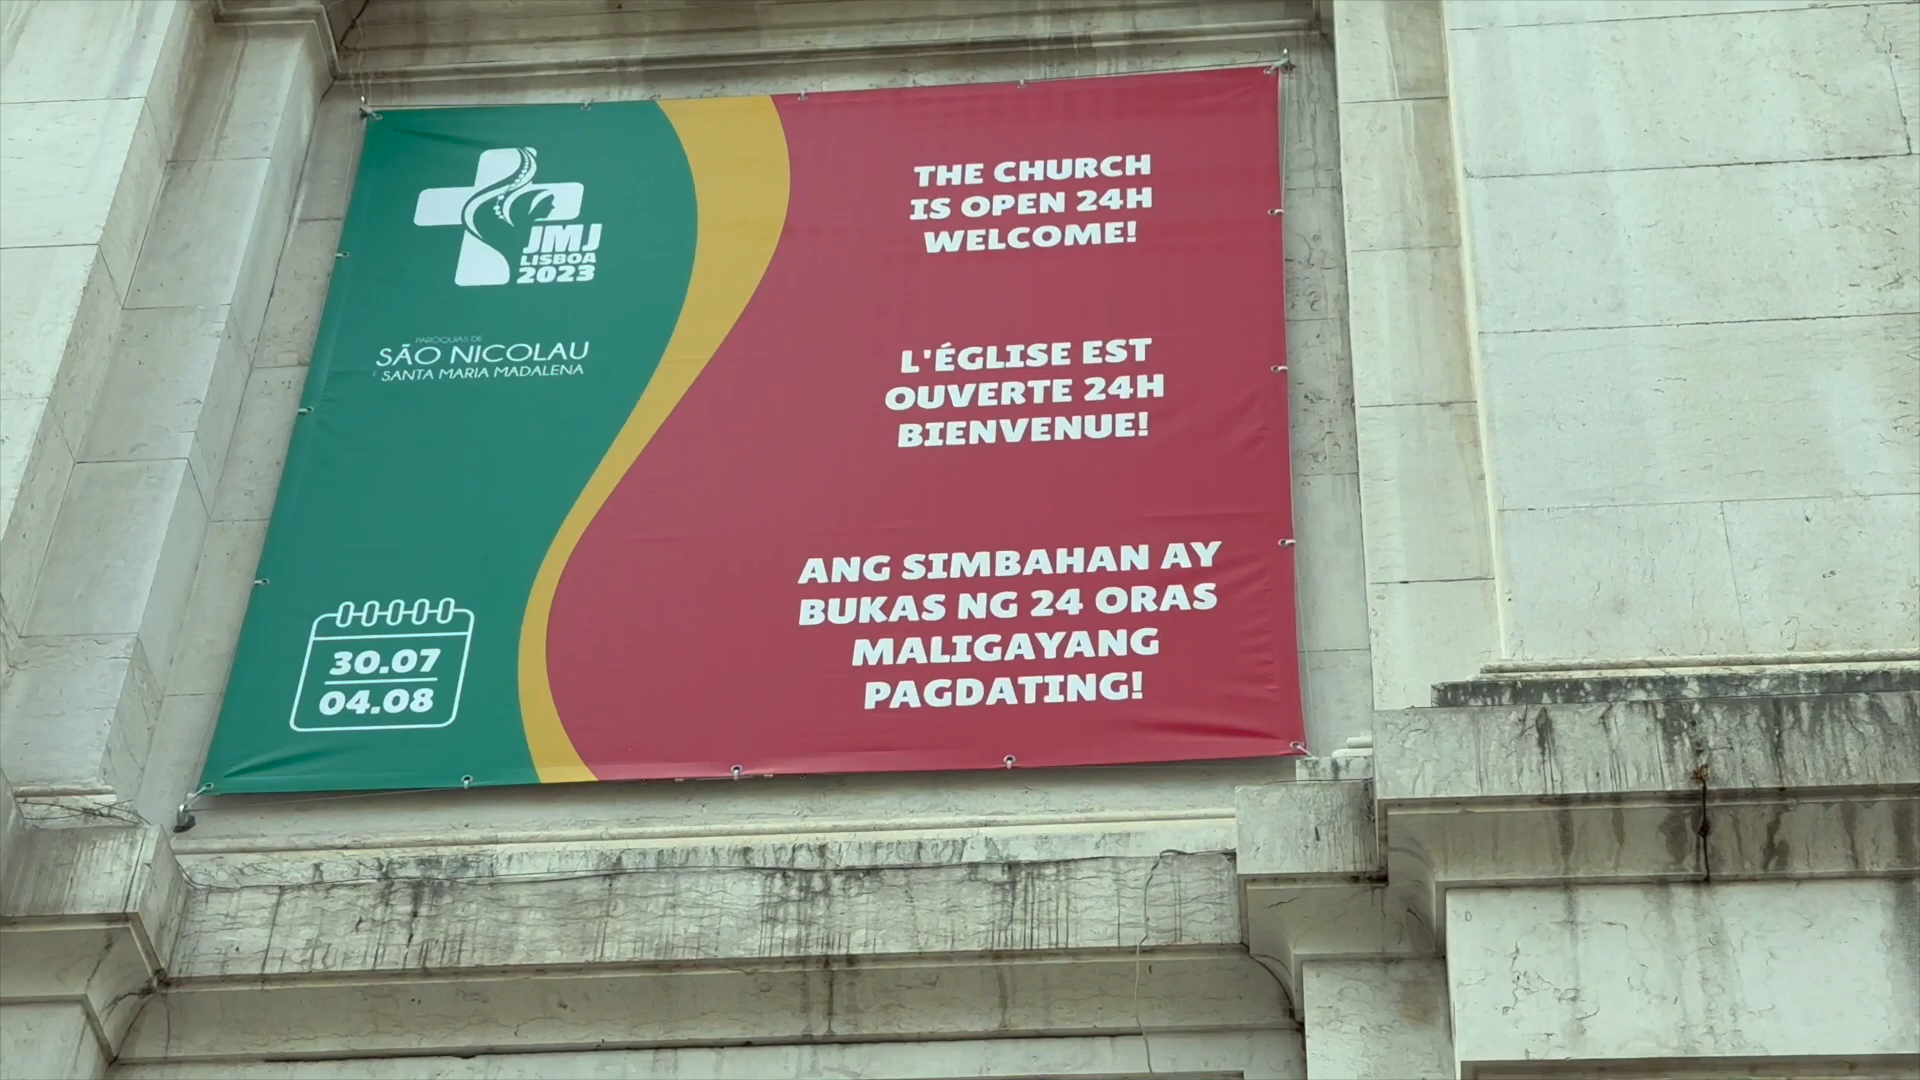 JMJ
LISBOA
2023
PARÓQUIAS DE
SÃO NICOLAU
E SANTA MARIA MADALENA
30.07
04.08
THE CHURCH
IS OPEN 24H
WELCOME!
L'ÉGLISE EST
OUVERTE 24H
BIENVENUE!
ANG SIMBAHAN AY
BUKAS NG 24 ORAS
MALIGAYANG
PAGDATING!